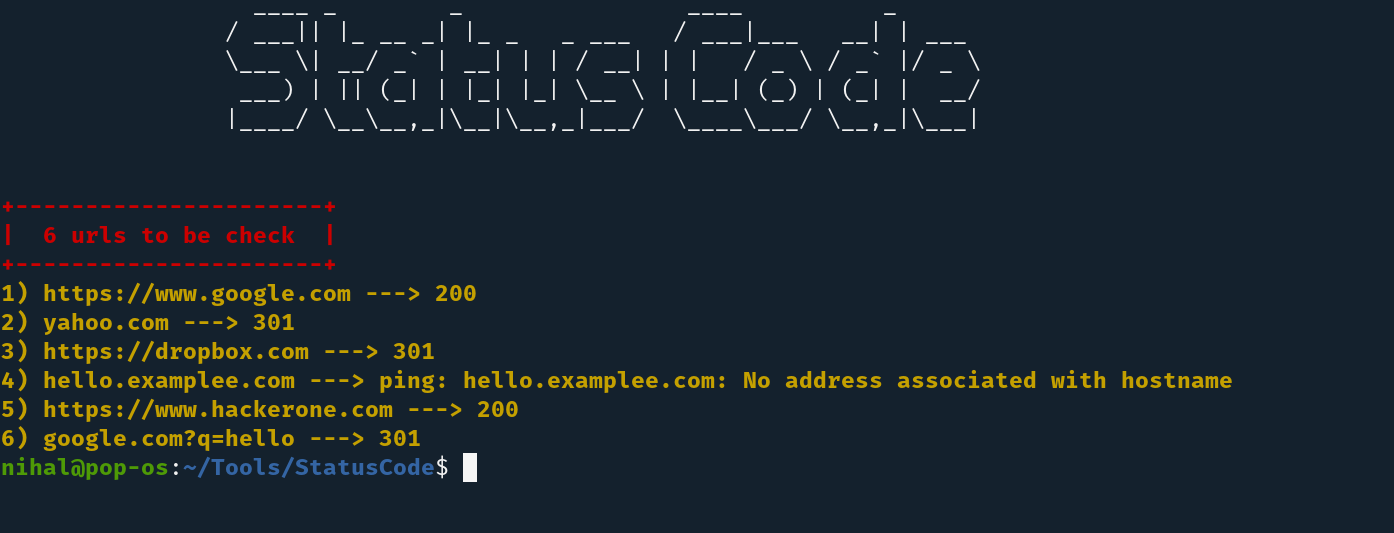 Status Code
+----------------------+
|  6 urls to be check  |
+----------------------+
1) https://www.google.com ---> 200
2) yahoo.com ---> 301
3) https://dropbox.com ---> 301
4) hello.examplee.com ---> ping: hello.examplee.com: No address associated with hostname
5) https://www.hackerone.com ---> 200
6) google.com?q=hello ---> 301
nihal@pop-os:~/Tools/StatusCode$